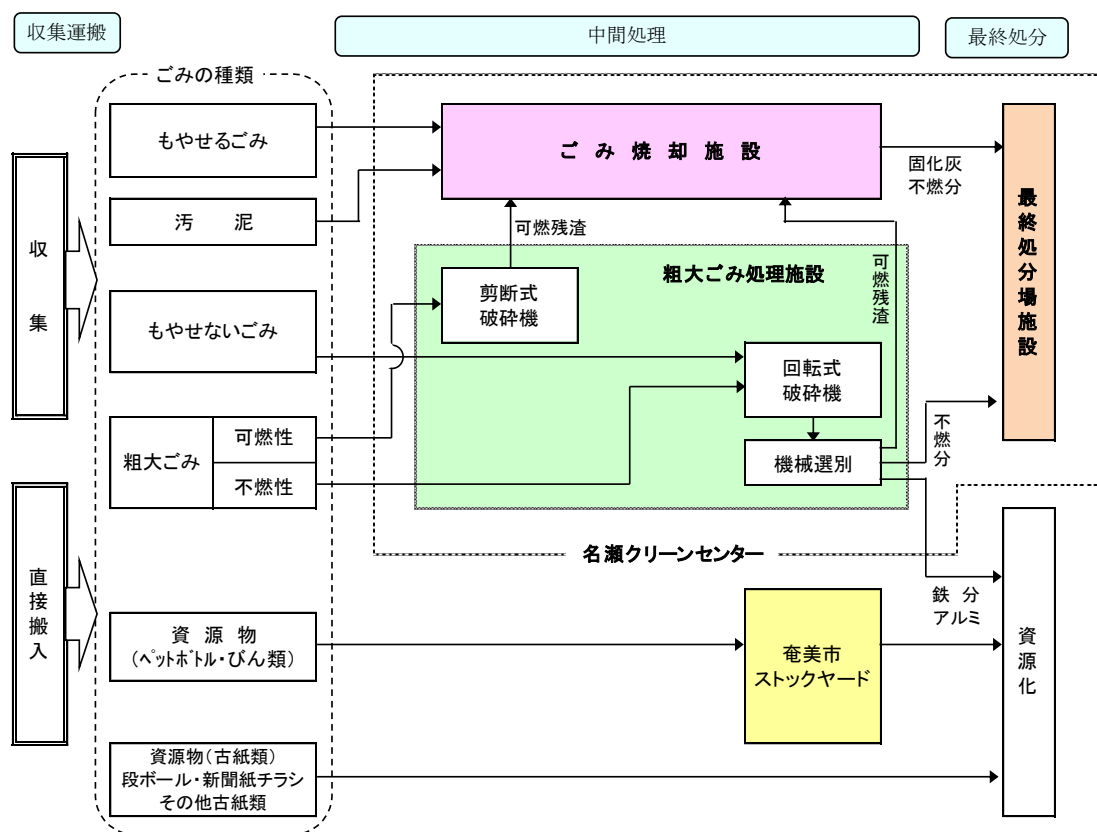 収集運搬
中間処理
最終処分
ごみの種類
収集
直接搬入
もやせるごみ
汚泥
もやせないごみ
粗大ごみ
可燃性
不燃性
資源物
(ペットボトル・びん類)
資源物(古紙類)
段ボール・新聞紙チラシ
その他古紙類
ごみ焼却施設
可燃残渣
粗大ごみ処理施設
剪断式
破砕機
可燃残渣
回転式
破砕機
機械選別
名瀬クリーンセンター
奄美市
ストックヤード
固化灰
不燃分
不燃分
鉄分
アルミ
最終処分場施設
資源化